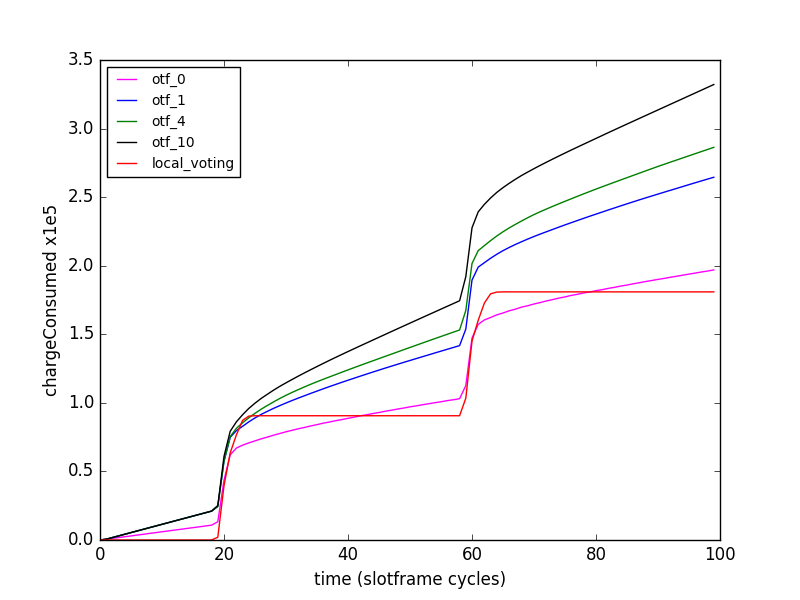 otf_0
otf_1
otf_4
otf_10
local_voting
chargeConsumed x1e5
3.5
3.0
2.5
2.0
1.5
1.0
0.5
0.0
0 20 40 60 80 100
time (slotframe cycles)